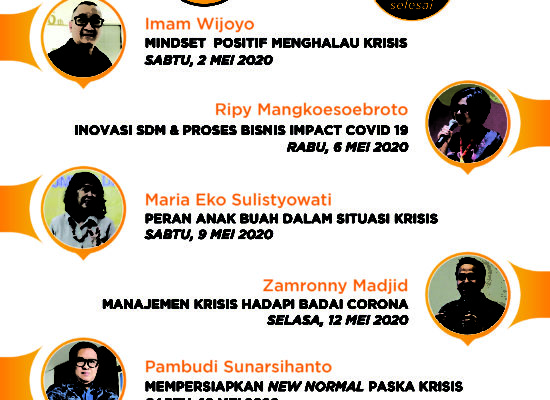 selesai
Imam Wijoyo
MINDSET POSITIF MENGHALAU KRISIS
SABTU, 2 MEI 2020
Ripy Mangkoesoebroto
INOVASI SDM & PROSES BISNIS IMPACT COVID 19
RABU, 6 MEI 2020
Maria Eko Sulistyowati
PERAN ANAK BUAH DALAM SITUASI KRISIS
SABTU, 9 MEI 2020
Zamronny Madjid
MANAJEMEN KRISIS HADAPI BADAI CORONA
SELASA, 12 MEI 2020
Pambudi Sunarsihanto
MEMPERSIAPKAN NEW NORMAL PASKA KRISIS